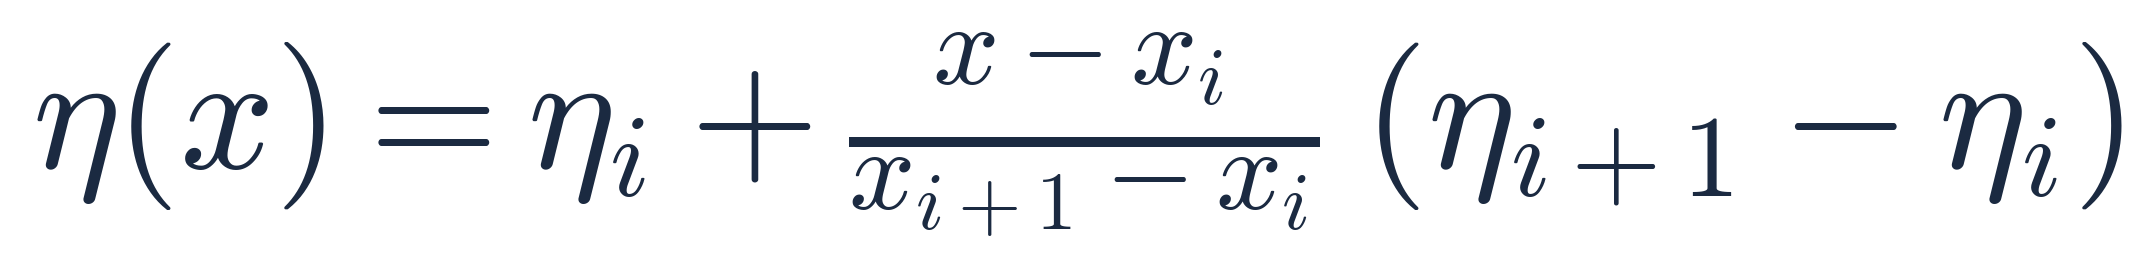 η(x) = η_i + \frac{x − x_i}{x_{i+1} − x_i} (η_{i+1} − η_i)